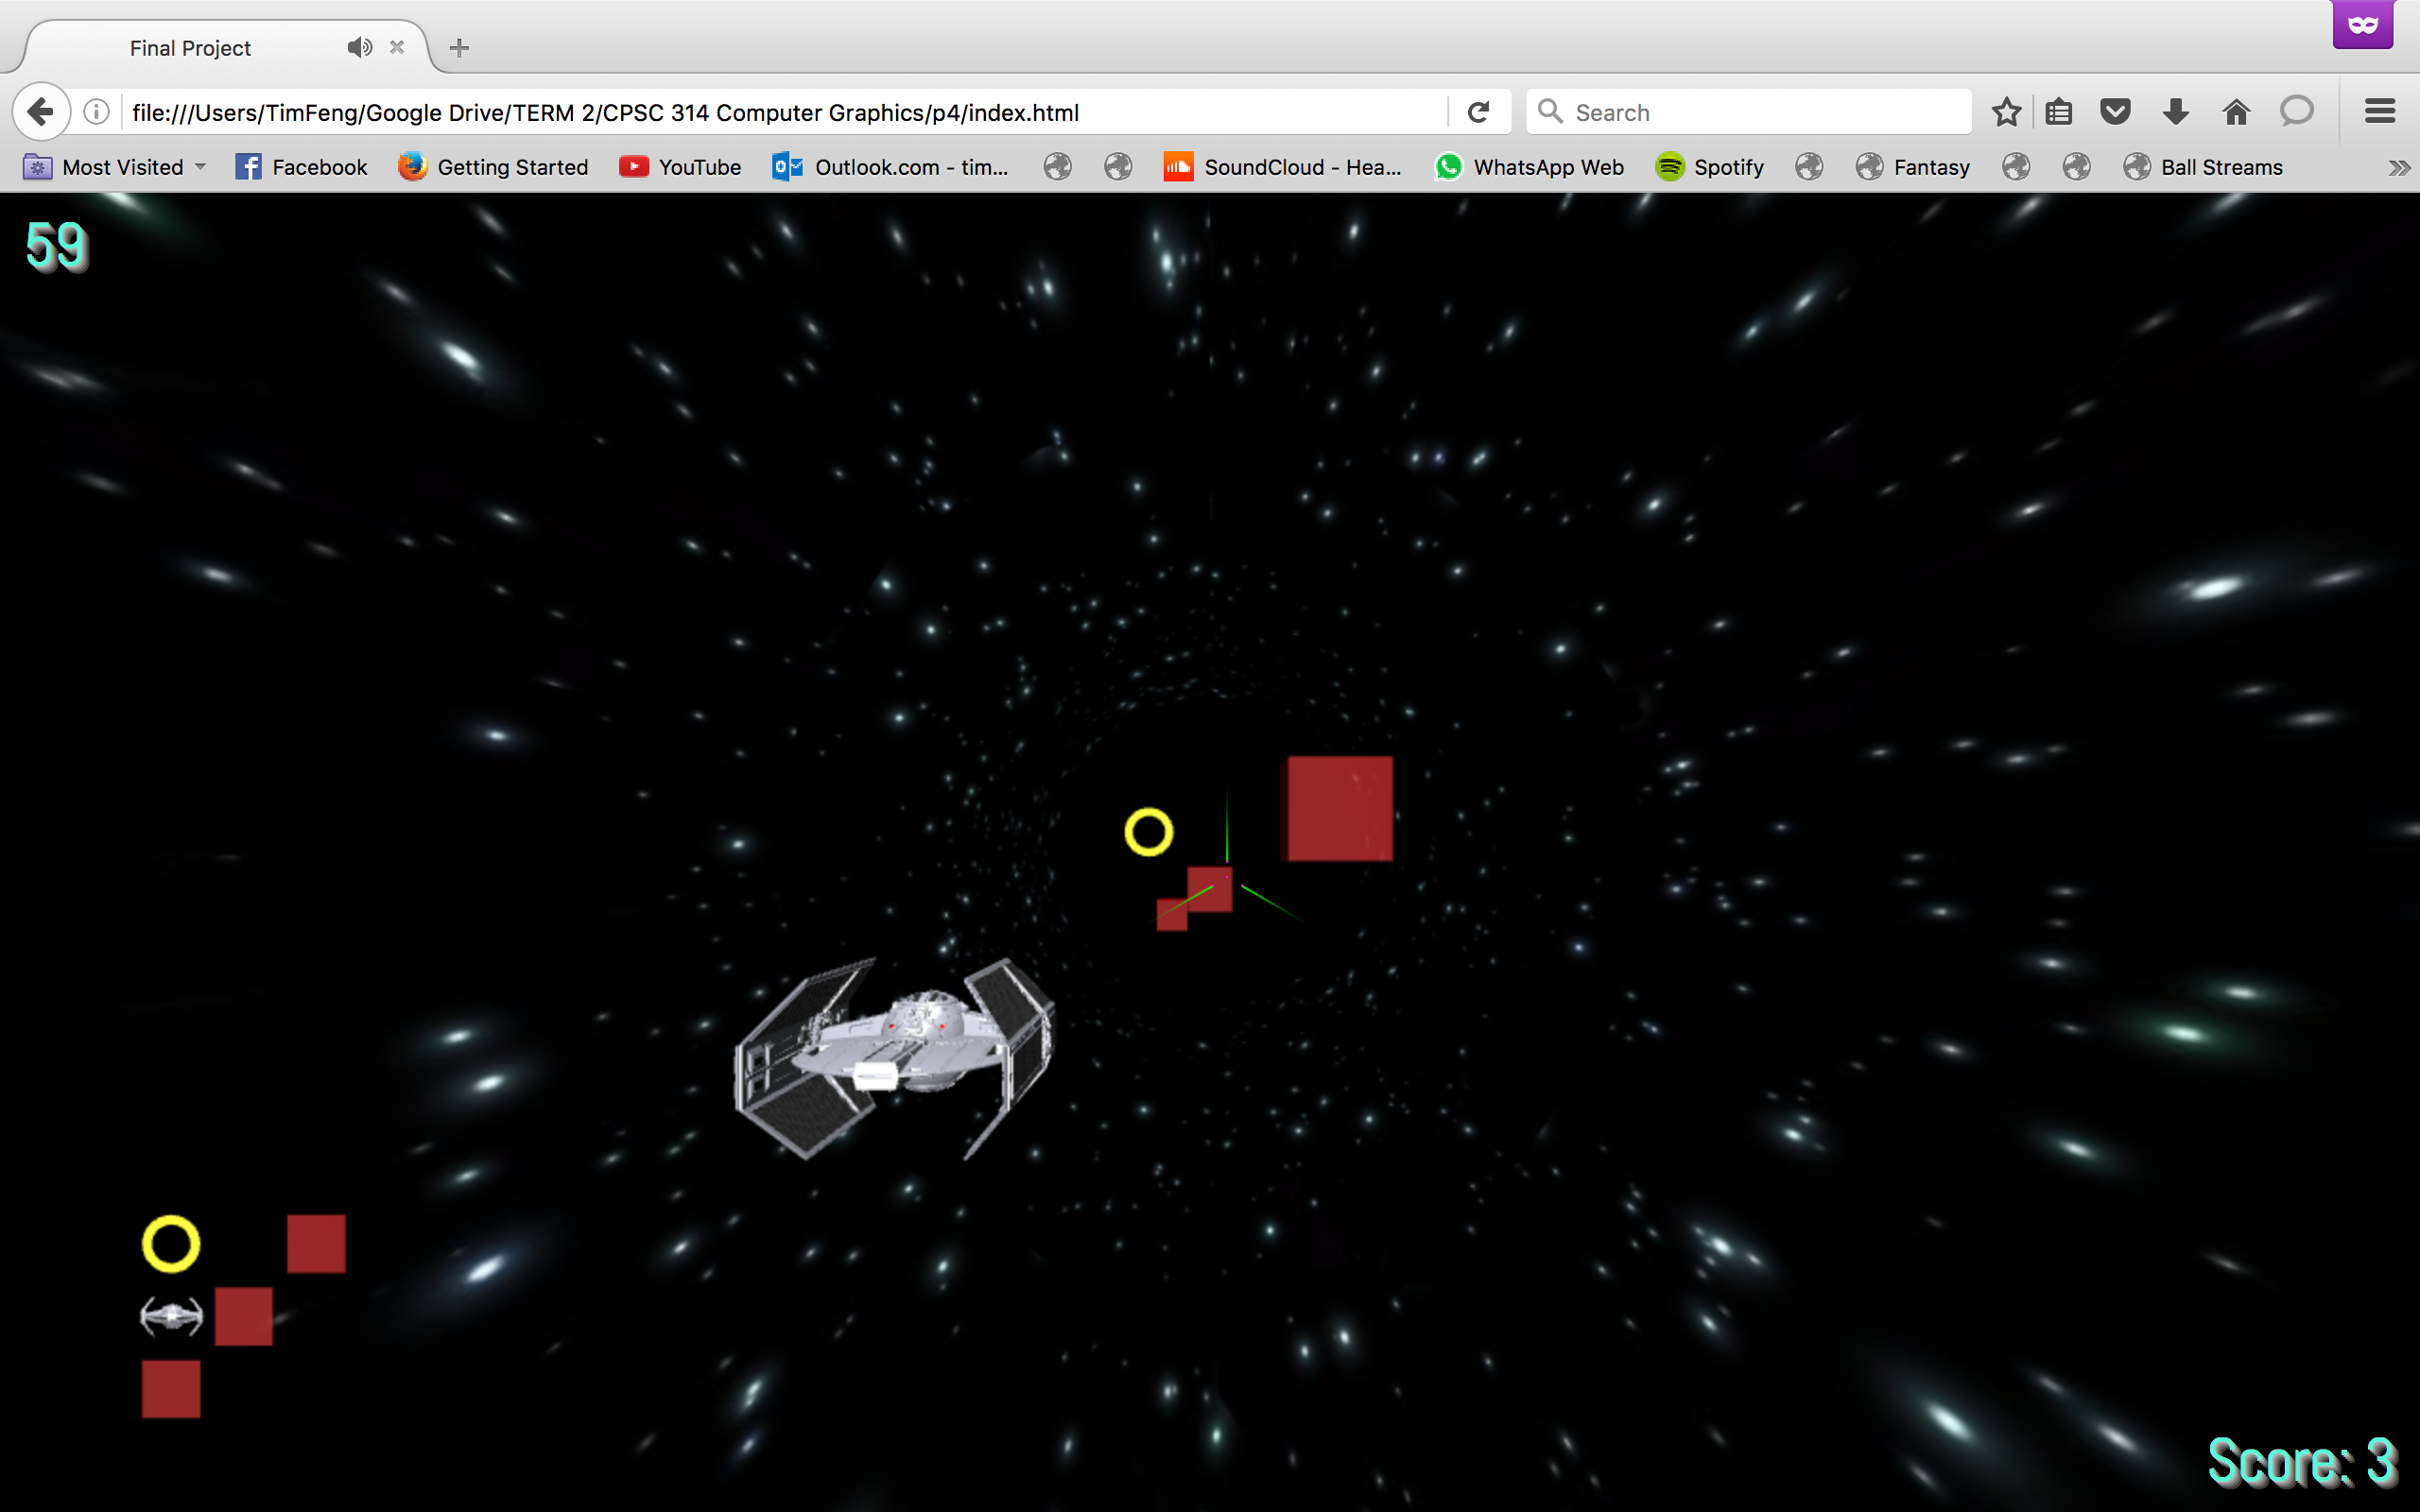 Final Project
file:///Users/TimFeng/Google Drive/TERM 2/CPSC 314 Computer Graphics/p4/index.html
Search
Most Visited Facebook Getting Started YouTube Outlook.com - tim... SoundCloud - Hea... WhatsApp Web Spotify Fantasy Ball Streams
59
Score: 3